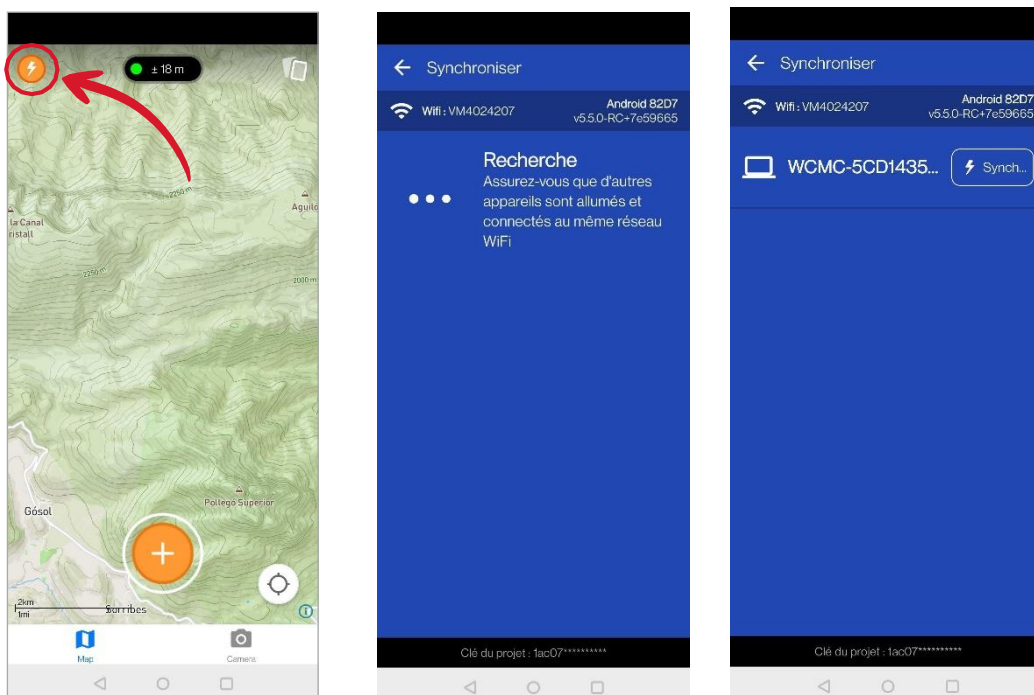 ± 18 m
2250 m
Aguilo
la Canal
ristall
2250 m
2000 m
Pollegó Superior
Gósol
2km
1mi
Sorribes
Map
Camera
Synchroniser
Wifi : VM4024207
Android 82D7
v5.5.0-RC+7e59665
Recherche
Assurez-vous que d'autres
appareils sont allumés et
connectés au même réseau
WiFi
Clé du projet : 1ac07**********
Synchroniser
Wifi : VM4024207
Android 82D7
v5.5.0-RC+7e59665
WCMC-5CD1435...
Synch...
Clé du projet : 1ac07**********